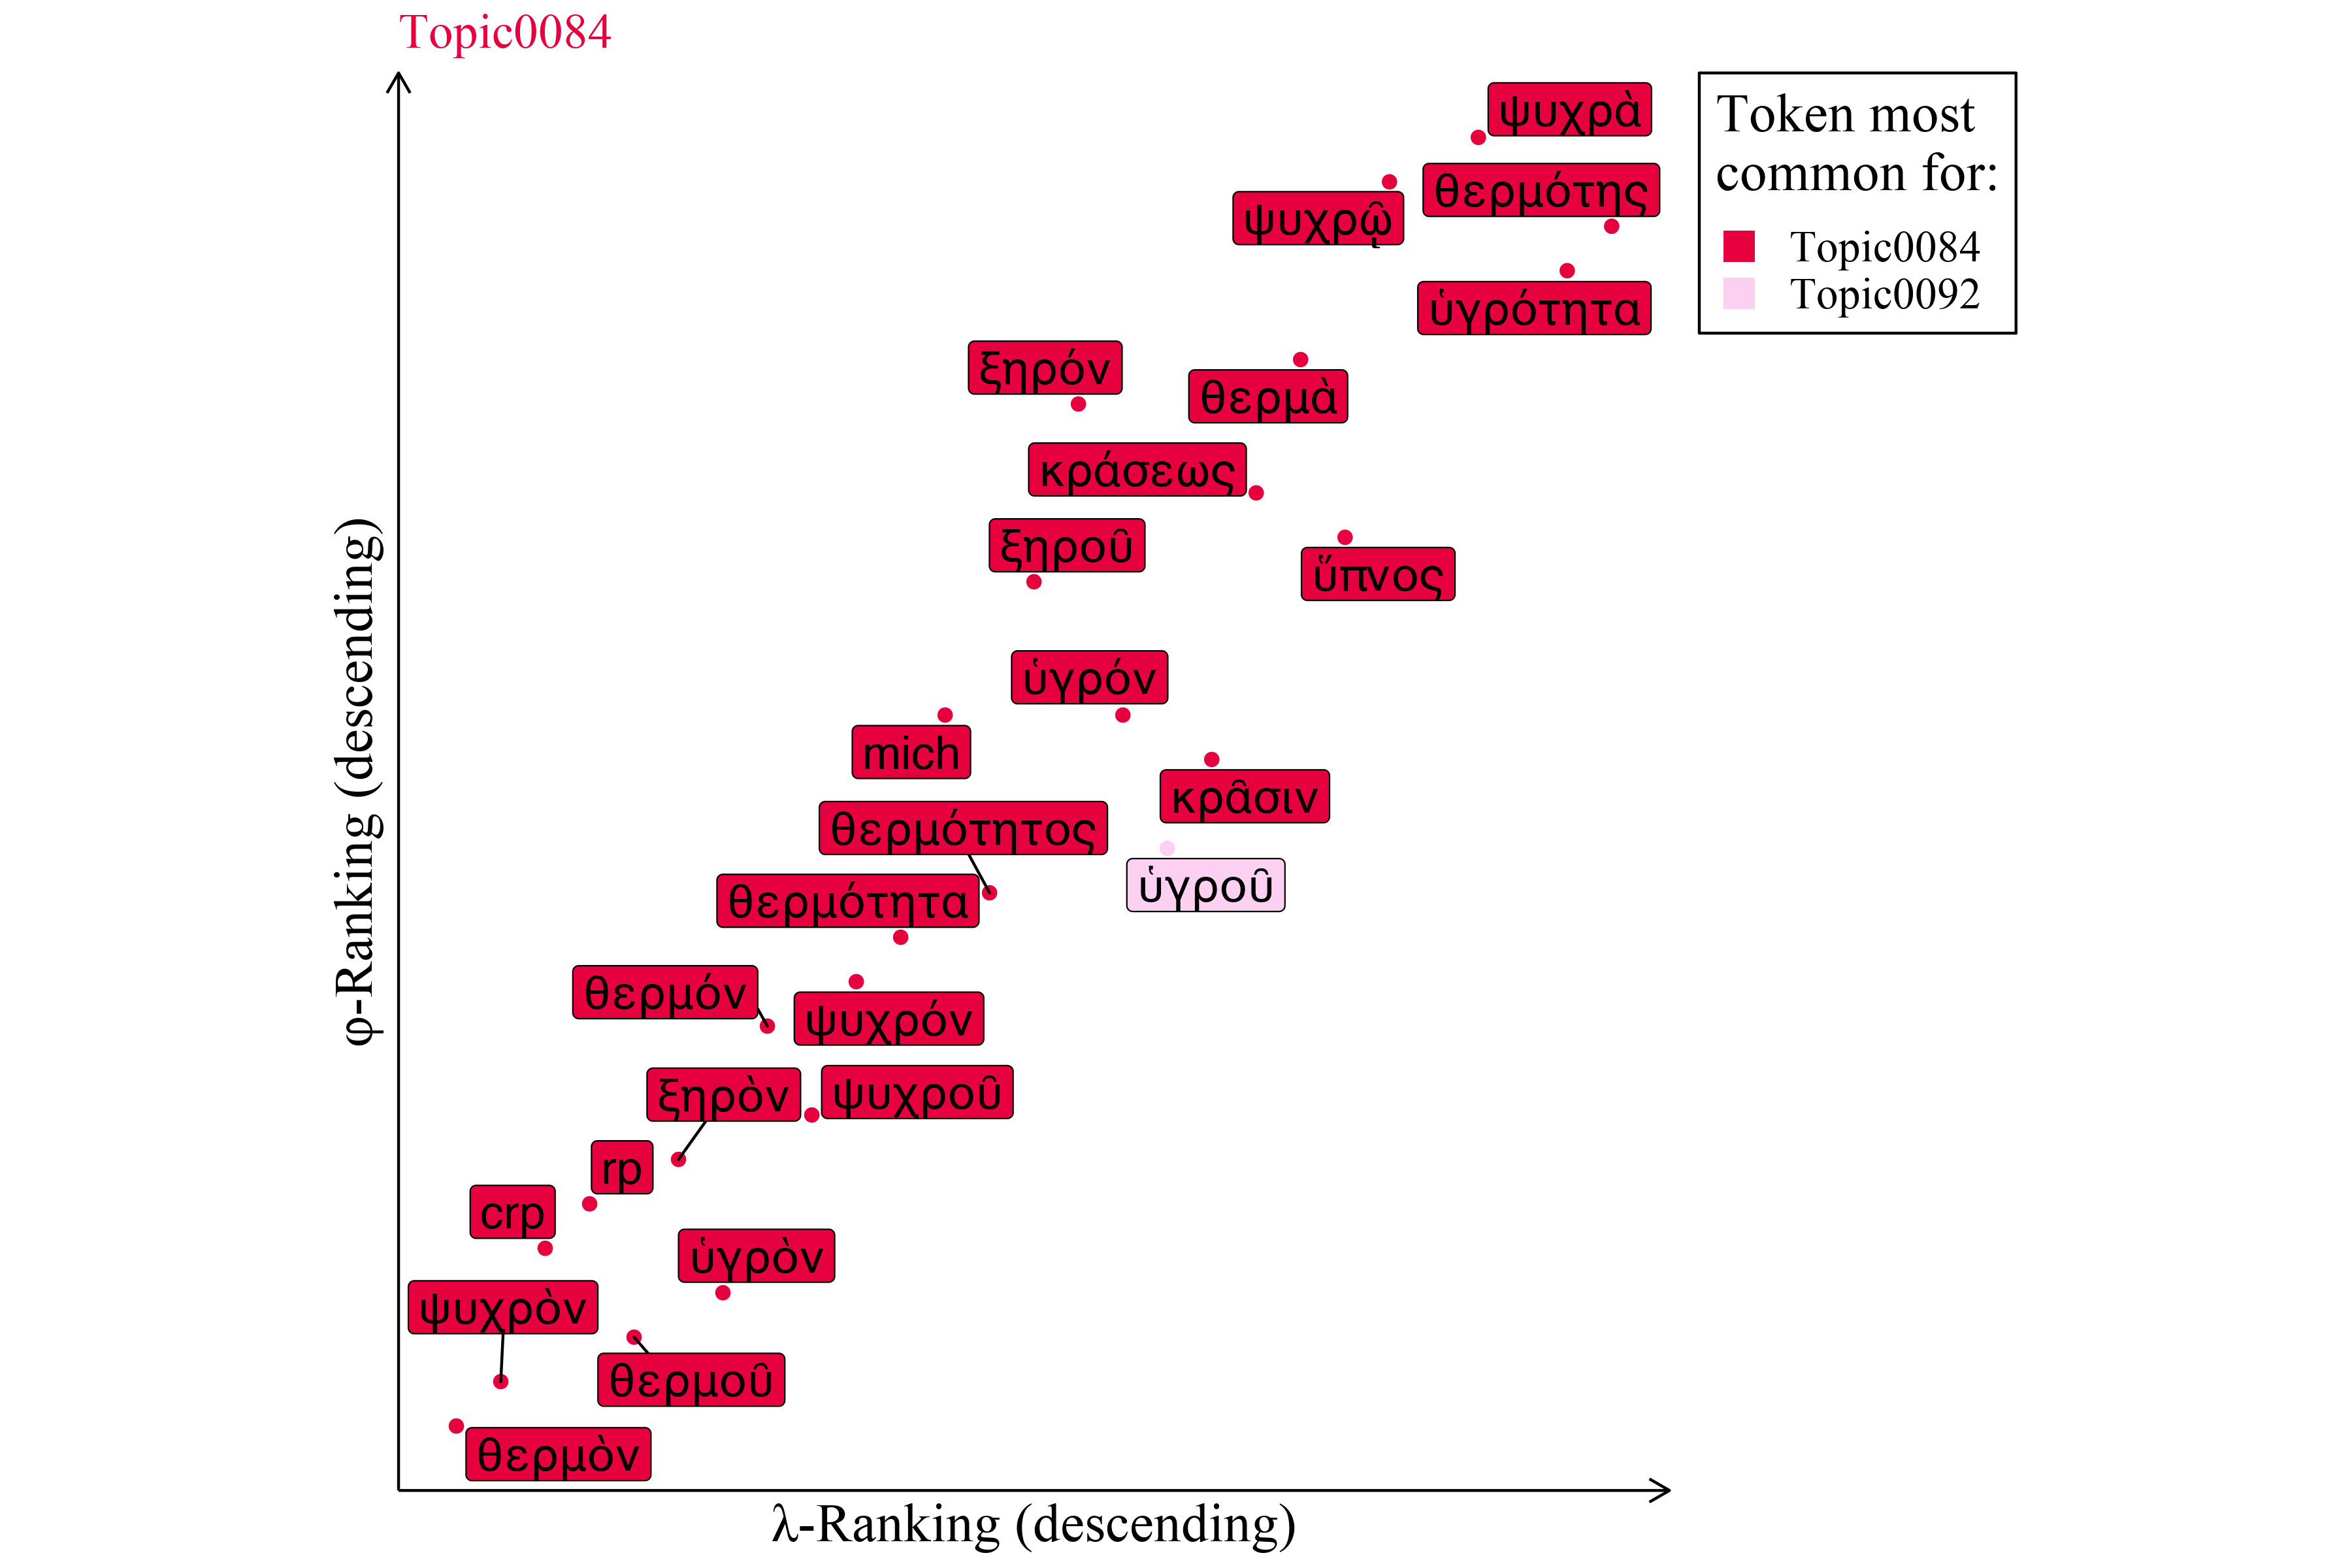 Topic0084
ψυχρὰ
θερμότης
ψυχρῷ
ὑγρότητα
ξηρόν
θερμὰ
κράσεως
ξηροῦ
ὕπνος
ὑγρόν
mich
κρᾶσιν
θερμότητος
ὑγροῦ
θερμότητα
θερμόν
ψυχρόν
ξηρὸν
ψυχροῦ
rp
crp
ὑγρὸν
ψυχρὸν
θερμοῦ
θερμὸν
φ-Ranking (descending)
λ-Ranking (descending)
Token most
common for:
Topic0084
Topic0092